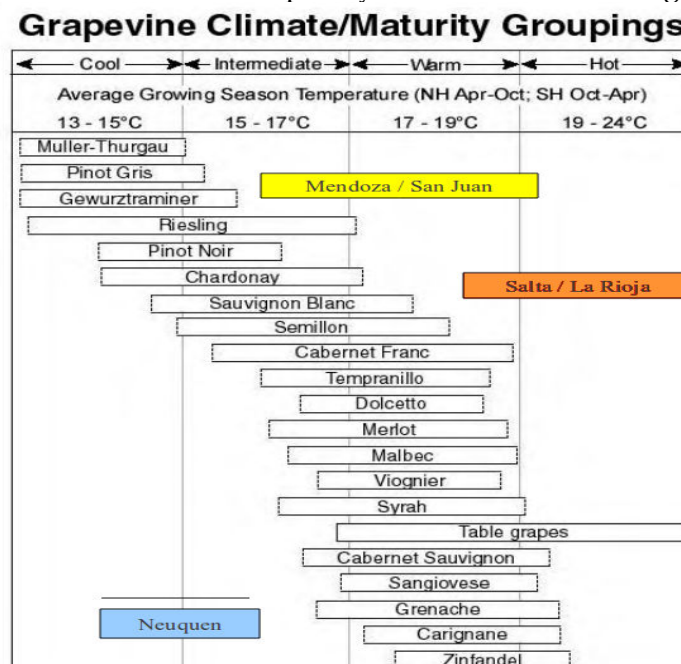 Grapevine Climate/Maturity Groupings
Cool Intermediate Warm Hot
Average Growing Season Temperature (NH Apr-Oct; SH Oct-Apr)
13 - 15°C 15 - 17°C 17 - 19°C 19 - 24°C
Muller-Thurgau
Pinot Gris
Mendoza / San Juan
Gewurztraminer
Riesling
Pinot Noir
Chardonay
Salta / La Rioja
Sauvignon Blanc
Semillon
Cabernet Franc
Tempranillo
Dolcetto
Merlot
Malbec
Viognier
Syrah
Table grapes
Cabernet Sauvignon
Sangiovese
Grenache
Neuquen
Carignane
Zinfandel